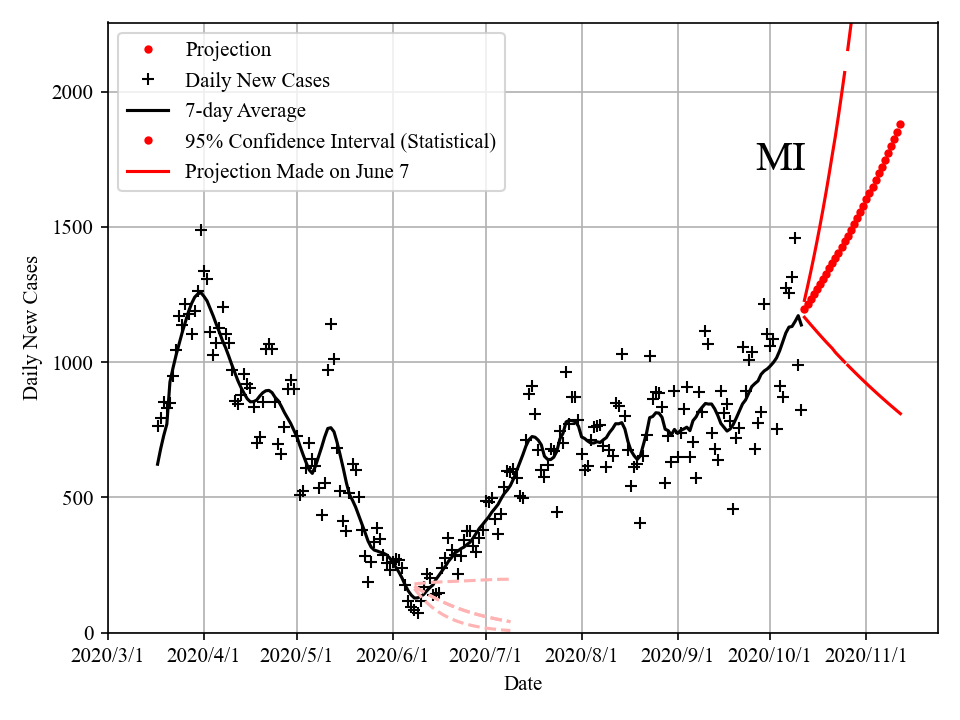 Projection
Daily New Cases
7-day Average
95% Confidence Interval (Statistical)
Projection Made on June 7
MI
2000
1500
1000
500
0
Daily New Cases
2020/3/1 2020/4/1 2020/5/1 2020/6/1 2020/7/1 2020/8/1 2020/9/1 2020/10/1 2020/11/1
Date